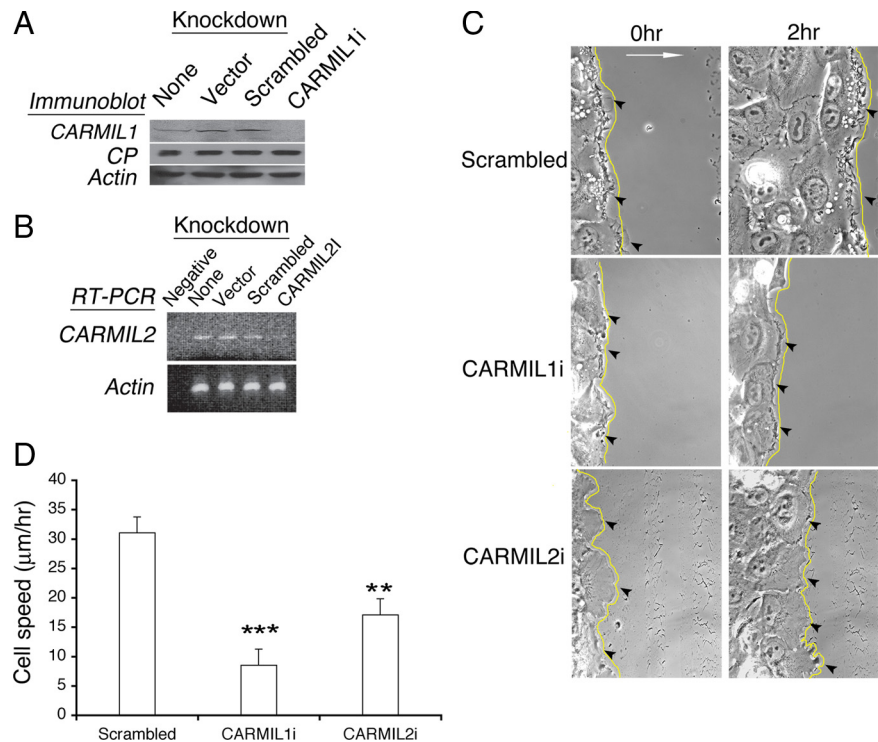 A
Knockdown
Immunoblot
None
Vector
Scrambled
CARMIL1i
CARMIL1
CP
Actin
B
Knockdown
RT-PCR
Negative
None
Vector
Scrambled
CARMIL2i
CARMIL2
Actin
C
0hr
2hr
Scrambled
CARMIL1i
CARMIL2i
D
Cell speed (μm/hr)
40
35
30
25
20
15
10
5
0
***
**
Scrambled
CARMIL1i
CARMIL2i